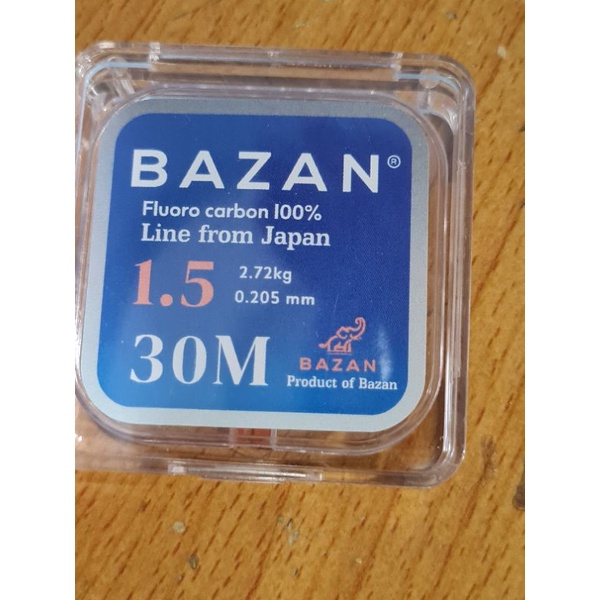 BAZAN®
Fluoro carbon 100%
Line from Japan
1.5
2.72kg
0.205 mm
30M
BAZAN
Product of Bazan